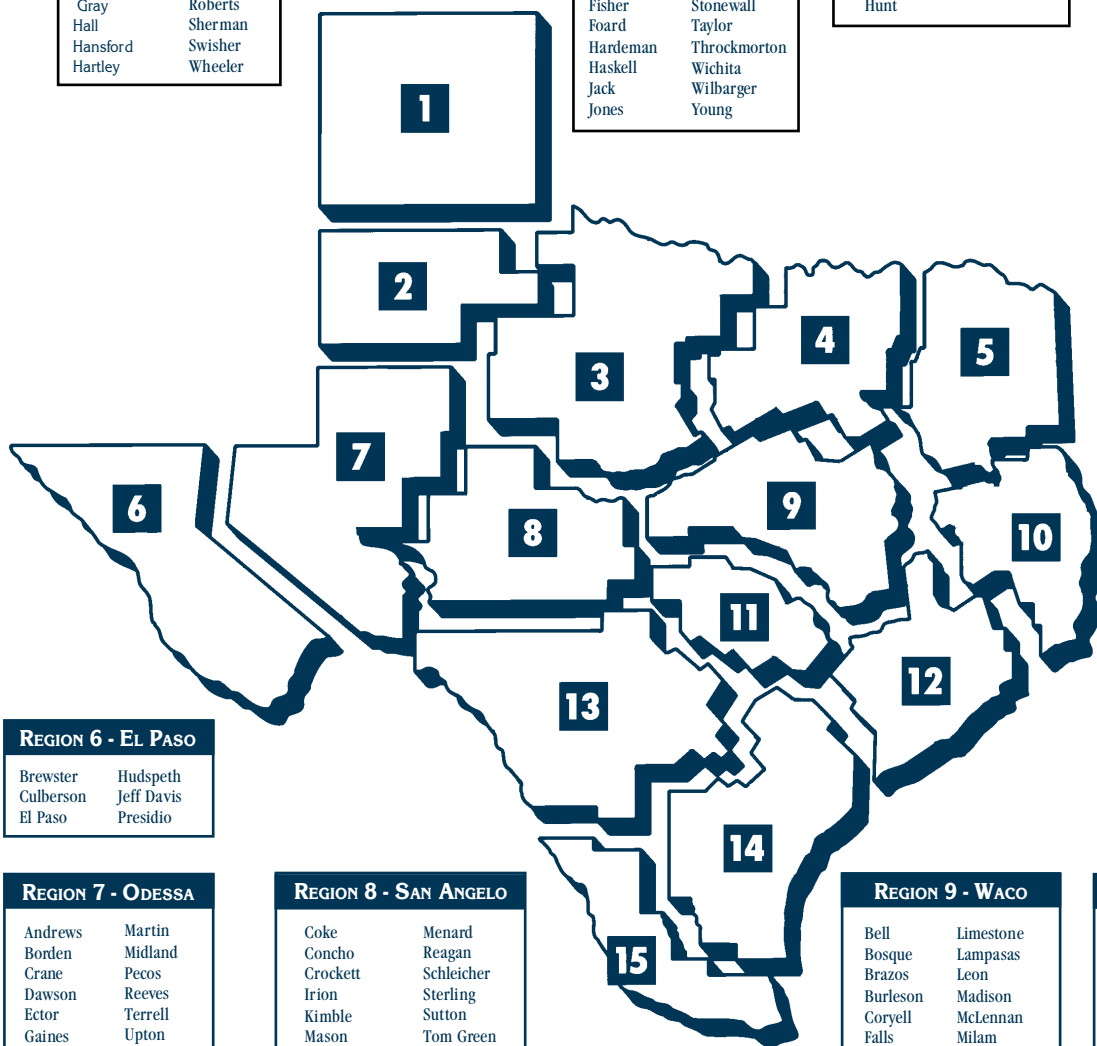 Gray Roberts
Hall Sherman
Hansford Swisher
Hartley Wheeler
Fisher Stonewall
Foard Taylor
Hardeman Throckmorton
Haskell Wichita
Jack Wilbarger
Jones Young
Hunt
1
2
3
4
5
6
7
8
9
10
11
12
13
14
15
REGION 6 - EL PASO
Brewster Hudspeth
Culberson Jeff Davis
El Paso Presidio
REGION 7 - ODESSA
Andrews Martin
Borden Midland
Crane Pecos
Dawson Reeves
Ector Terrell
Gaines Upton
REGION 8 - SAN ANGELO
Coke Menard
Concho Reagan
Crockett Schleicher
Irion Sterling
Kimble Sutton
Mason Tom Green
REGION 9 - WACO
Bell Limestone
Bosque Lampasas
Brazos Leon
Burleson Madison
Coryell McLennan
Falls Milam